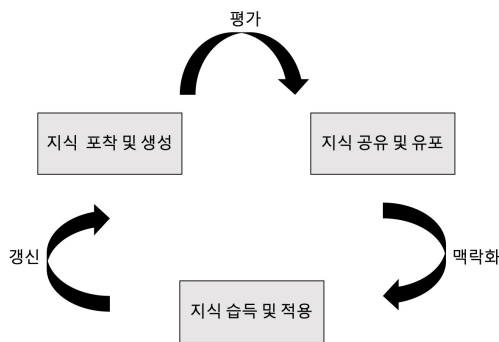 평가
지식 포착 및 생성
지식 공유 및 유포
갱신
맥락화
지식 습득 및 적용